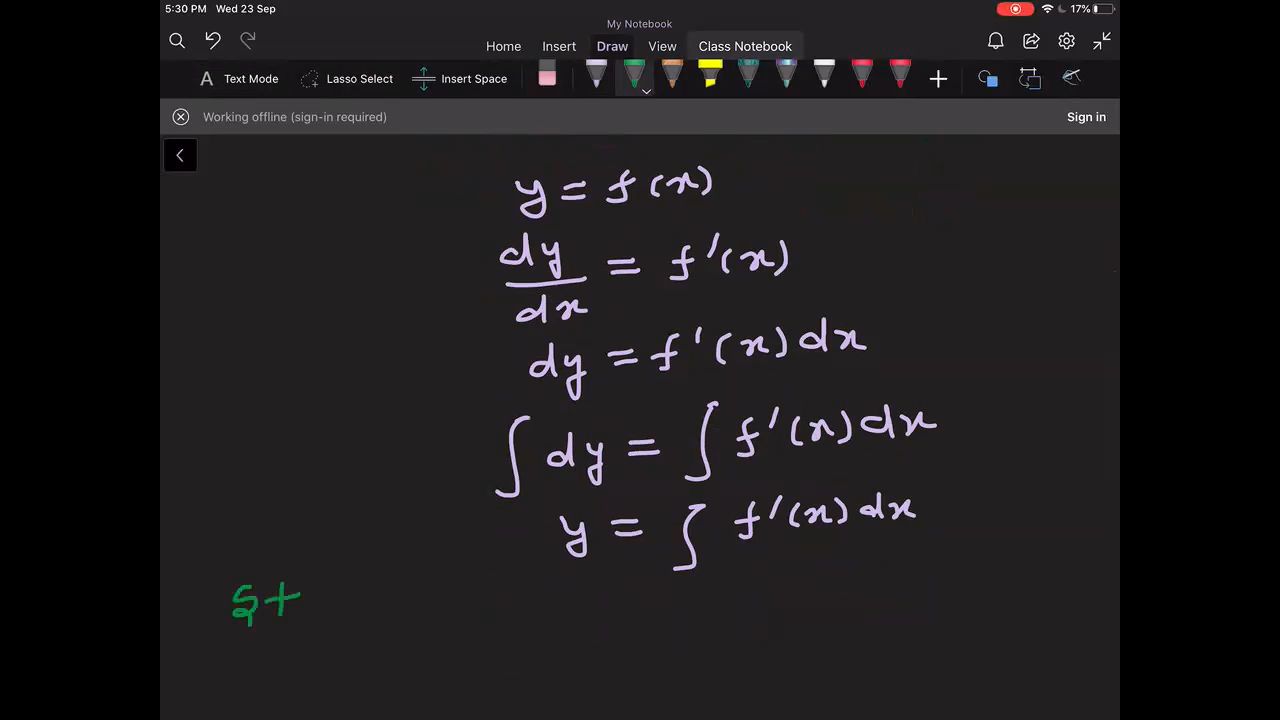 5:30 PM Wed 23 Sep
17%
My Notebook
Home Insert Draw View Class Notebook
Text Mode Lasso Select Insert Space
Working offline (sign-in required) Sign in
y = f(x)
dy/dx = f'(x)
dy = f'(x) dx
∫ dy = ∫ f'(x) dx
y = ∫ f'(x) dx